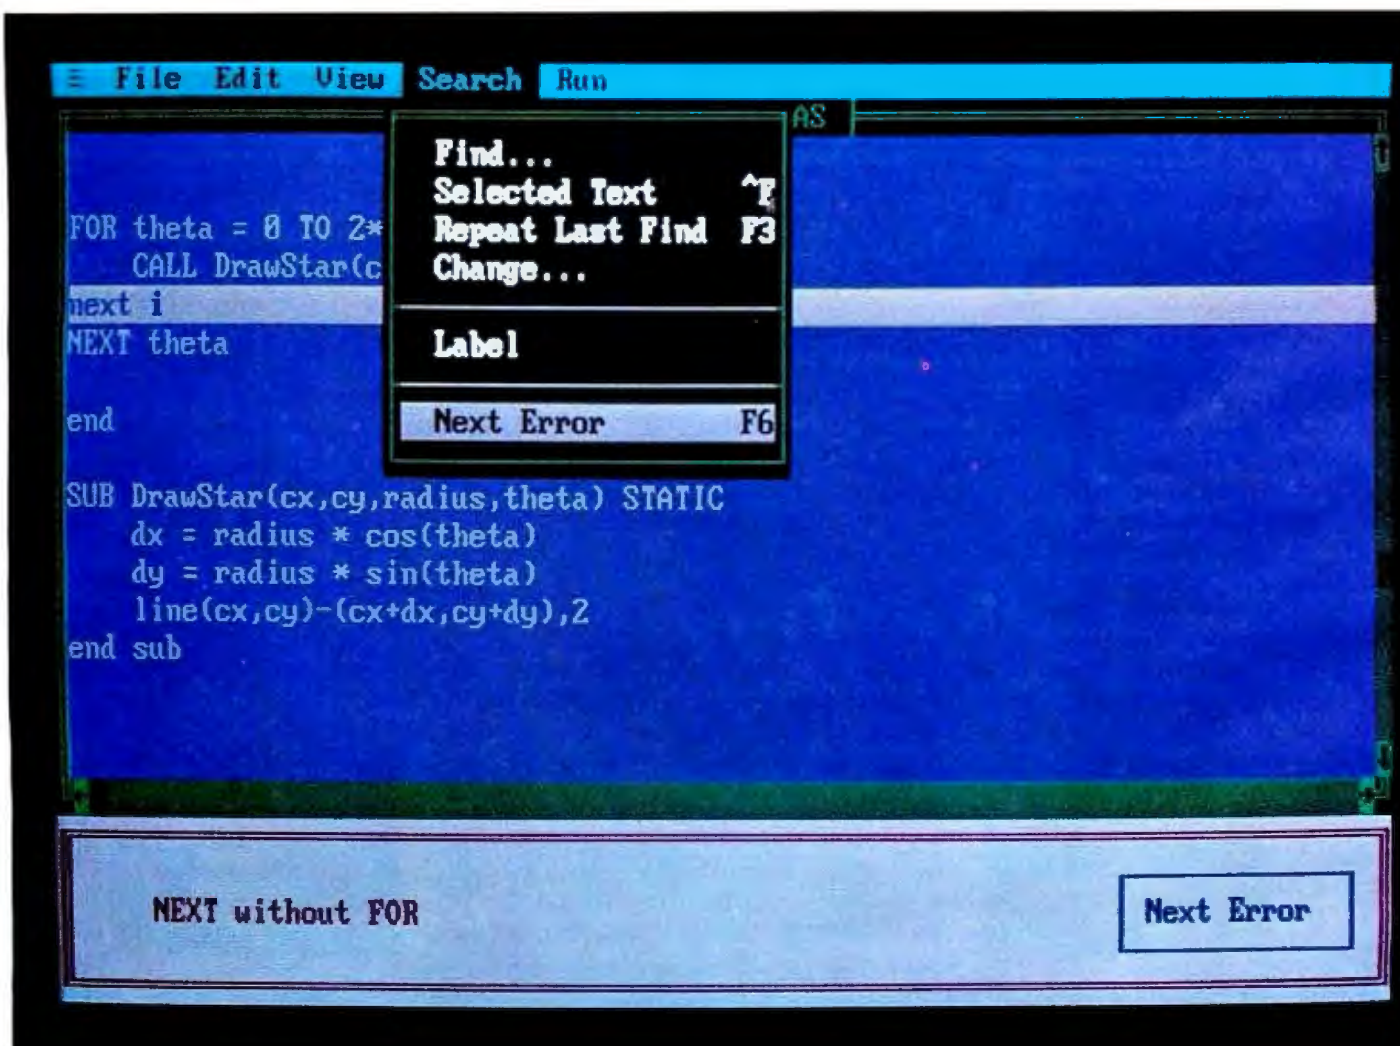 ≡ File Edit View Search Run
AS
Find...
Selected Text ^F
Repeat Last Find F3
Change...
Label
Next Error F6
FOR theta = 0 TO 2*
CALL DrawStar(c
next i
NEXT theta
end
SUB DrawStar(cx,cy,radius,theta) STATIC
dx = radius * cos(theta)
dy = radius * sin(theta)
line(cx,cy)-(cx+dx,cy+dy),2
end sub
NEXT without FOR
Next Error